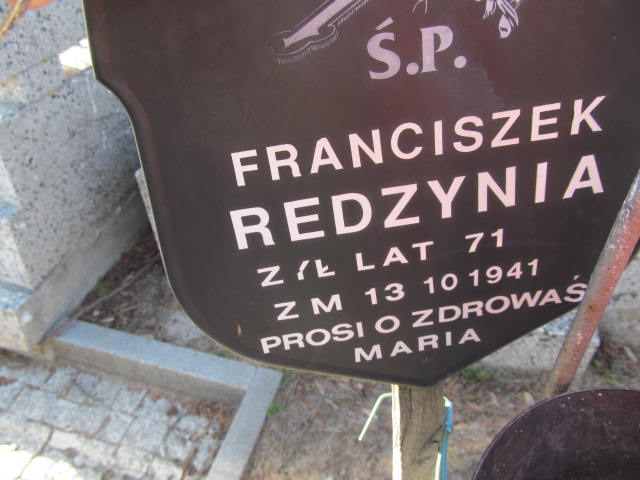 Ś.P.
FRANCISZEK
REDZYNIA
ŻYŁ LAT 71
ZM 13 10 1941
PROSI O ZDROWAŚ
MARIA